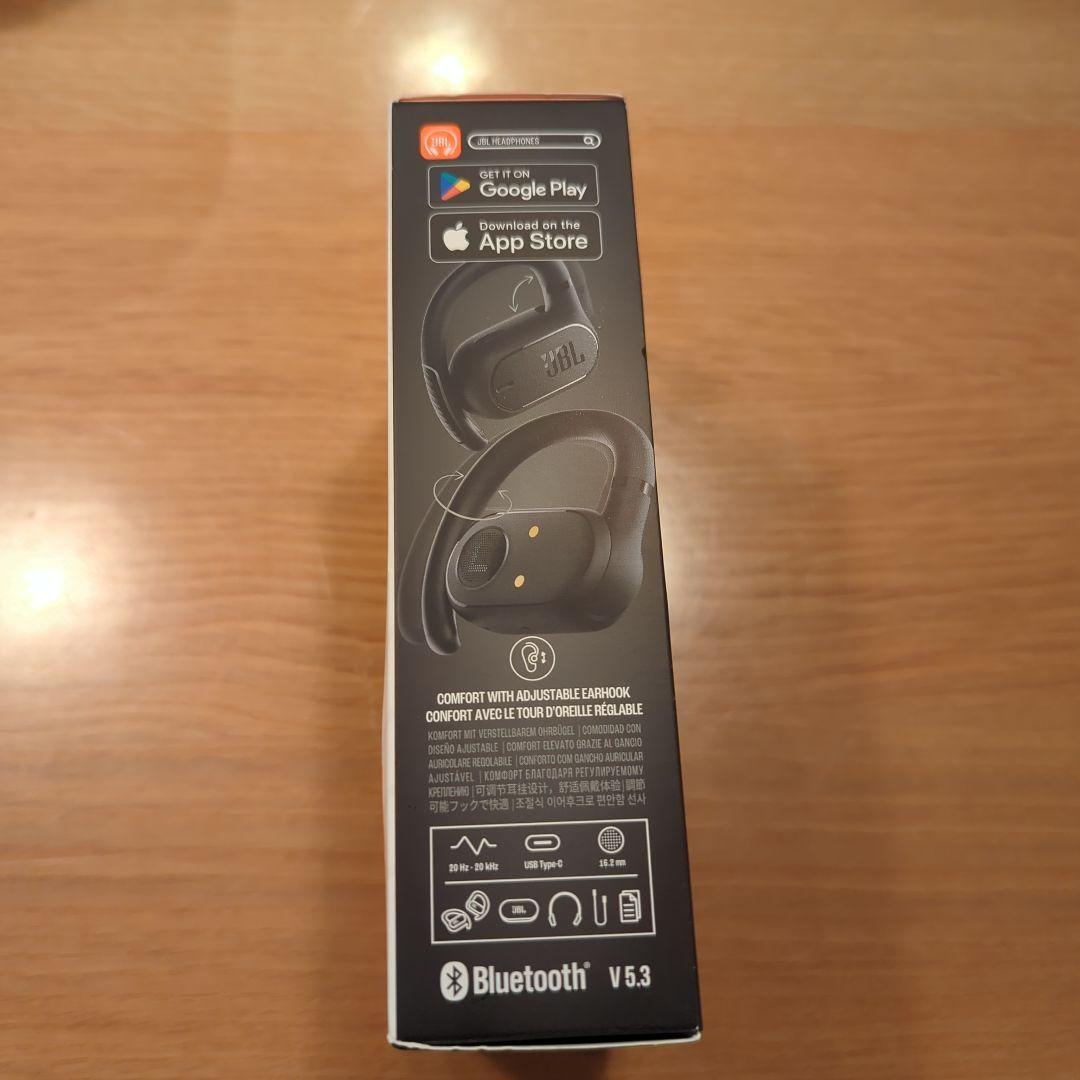 JBL
JBL HEADPHONES
GET IT ON
Google Play
Download on the
App Store
JBL
L
COMFORT WITH ADJUSTABLE EARHOOK
CONFORT AVEC LE TOUR D'OREILLE RÉGLABLE
KOMFORT MIT VERSTELLBAREM OHRBÜGEL | COMODIDAD CON
DISEÑO AJUSTABLE | COMFORT ELEVATO GRAZIE AL GANCIO
AURICOLARE REGOLABILE | CONFORTO COM GANCHO AURICULAR
AJUSTÁVEL | КОМФОРТ БЛАГОДАРЯ РЕГУЛИРУЕМОМУ
КРЕПЛЕНИЮ | 可调节耳挂设计，舒适佩戴体验 | 調節
可能フックで快適 | 조절식 이어후크로 편안함 선사
20 Hz - 20 kHz
USB Type-C
16.2 mm
JBL
Bluetooth® V 5.3